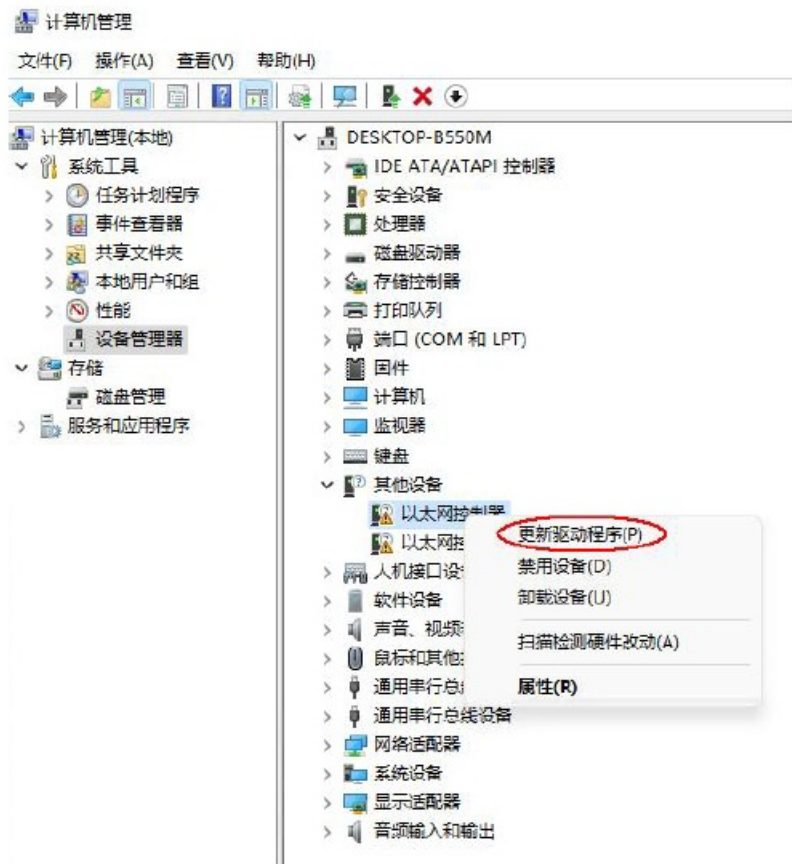 计算机管理
文件(F) 操作(A) 查看(V) 帮助(H)
计算机管理(本地)
系统工具
任务计划程序
事件查看器
共享文件夹
本地用户和组
性能
设备管理器
存储
磁盘管理
服务和应用程序
DESKTOP-B550M
IDE ATA/ATAPI 控制器
安全设备
处理器
磁盘驱动器
存储控制器
打印队列
端口 (COM 和 LPT)
固件
计算机
监视器
键盘
其他设备
以太网控制器
以太网
人机接口设
软件设备
声音、视频
鼠标和其他
通用串行总
通用串行总线设备
网络适配器
系统设备
显示适配器
音频输入和输出
更新驱动程序(P)
禁用设备(D)
卸载设备(U)
扫描检测硬件改动(A)
属性(R)